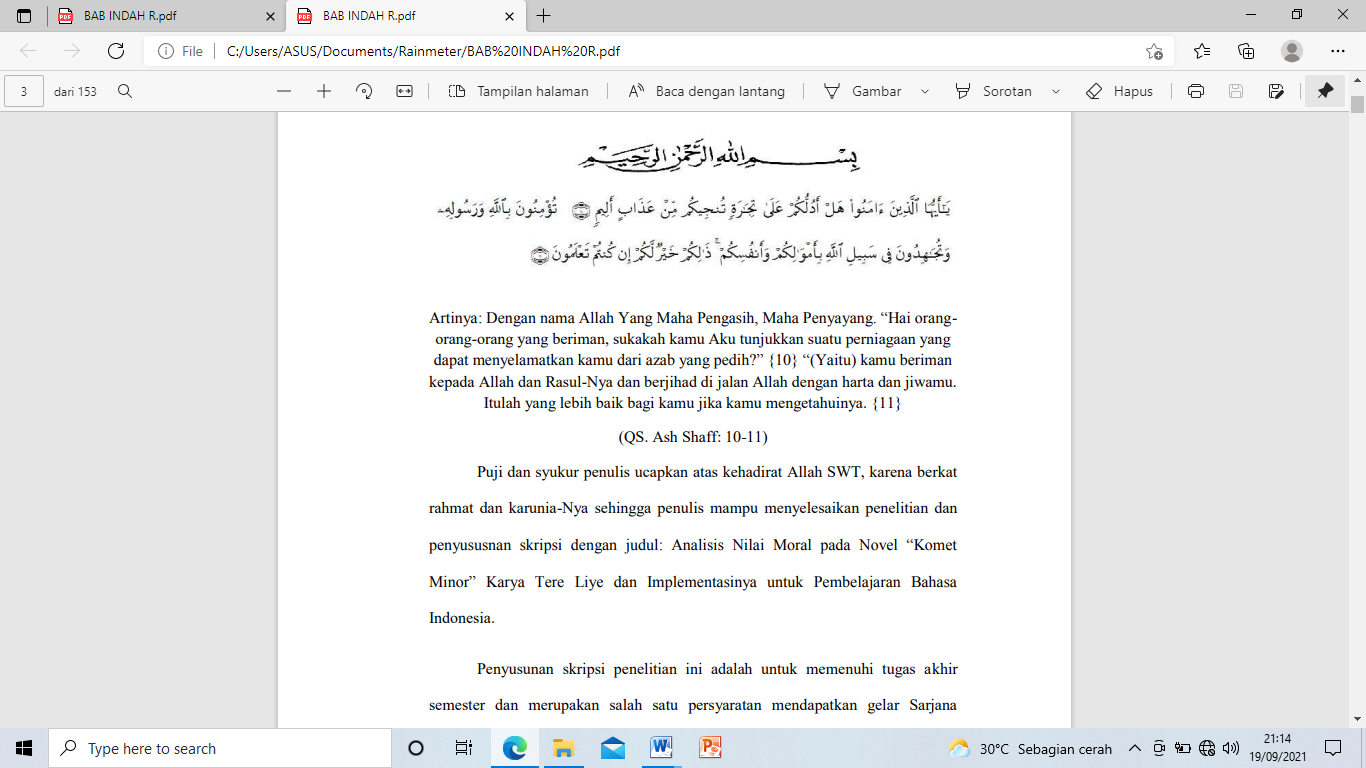 BAB INDAH R.pdf
BAB INDAH R.pdf
File
C:/Users/ASUS/Documents/Rainmeter/BAB%20INDAH%20R.pdf
3 dari 153
Tampilan halaman
Baca dengan lantang
Gambar
Sorotan
Hapus
بِسْمِ اللهِ الرَّحْمٰنِ الرَّحِيْمِ
يَـٰٓأَيُّهَا ٱلَّذِينَ ءَامَنُوا۟ هَلْ أَدُلُّكُمْ عَلَىٰ تِجَـٰرَةٍ تُنجِيكُم مِّنْ عَذَابٍ أَلِيمٍ ۝ تُؤْمِنُونَ بِٱللَّهِ وَرَسُولِهِۦ
وَتُجَـٰهِدُونَ فِى سَبِيلِ ٱللَّهِ بِأَمْوَٰلِكُمْ وَأَنفُسِكُمْ ۚ ذَٰلِكُمْ خَيْرٌ لَّكُمْ إِن كُنتُمْ تَعْلَمُونَ ۝
Artinya: Dengan nama Allah Yang Maha Pengasih, Maha Penyayang. “Hai orang-
orang-orang yang beriman, sukakah kamu Aku tunjukkan suatu perniagaan yang
dapat menyelamatkan kamu dari azab yang pedih?” {10} “(Yaitu) kamu beriman
kepada Allah dan Rasul-Nya dan berjihad di jalan Allah dengan harta dan jiwamu.
Itulah yang lebih baik bagi kamu jika kamu mengetahuinya. {11}
(QS. Ash Shaff: 10-11)
Puji dan syukur penulis ucapkan atas kehadirat Allah SWT, karena berkat
rahmat dan karunia-Nya sehingga penulis mampu menyelesaikan penelitian dan
penyususnan skripsi dengan judul: Analisis Nilai Moral pada Novel “Komet
Minor” Karya Tere Liye dan Implementasinya untuk Pembelajaran Bahasa
Indonesia.
Penyusunan skripsi penelitian ini adalah untuk memenuhi tugas akhir
semester dan merupakan salah satu persyaratan mendapatkan gelar Sarjana
Type here to search
30°C Sebagian cerah
21:14
19/09/2021